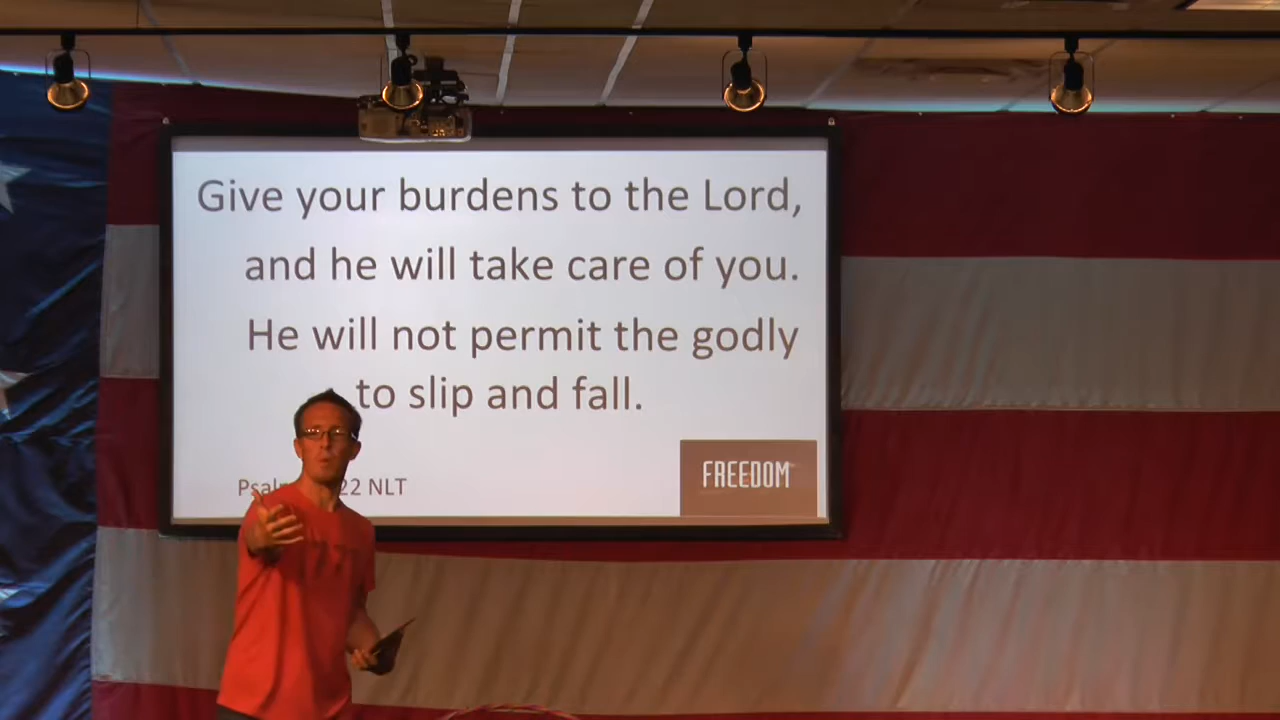 Give your burdens to the Lord,
and he will take care of you.
He will not permit the godly
to slip and fall.
22 NLT
FREEDOM